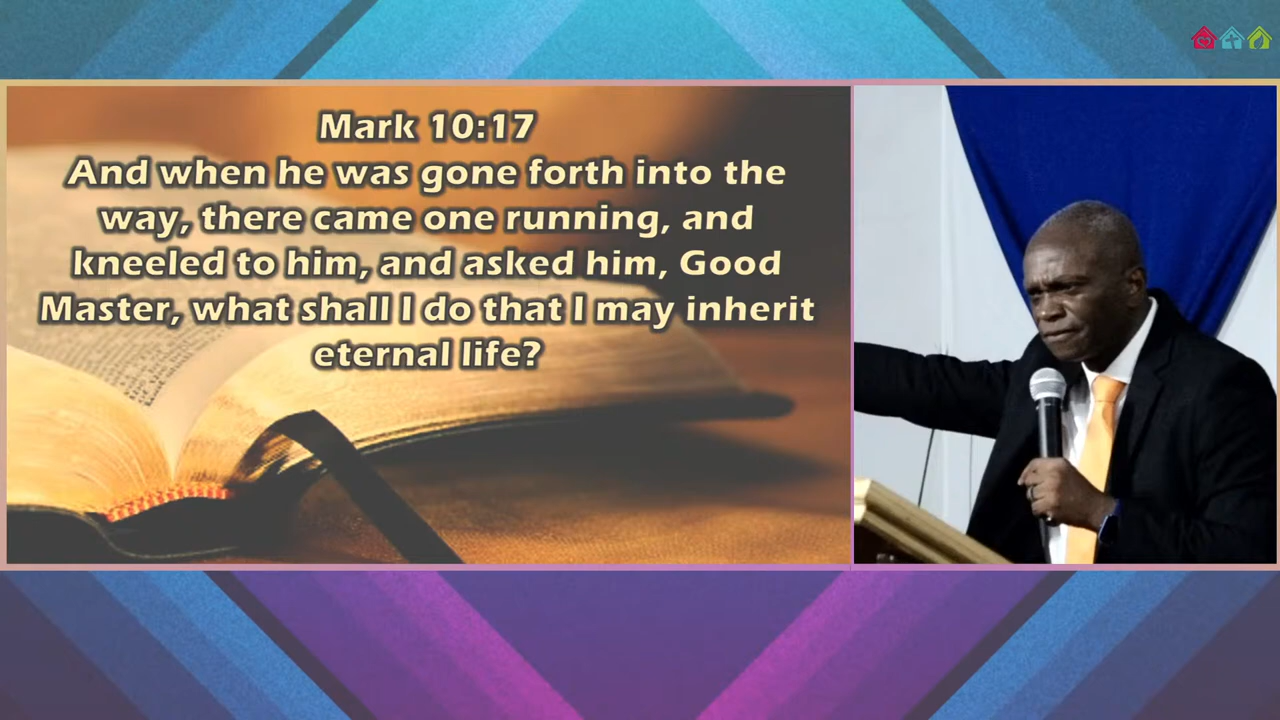 Mark 10:17
And when he was gone forth into the
way, there came one running, and
kneeled to him, and asked him, Good
Master, what shall I do that I may inherit
eternal life?